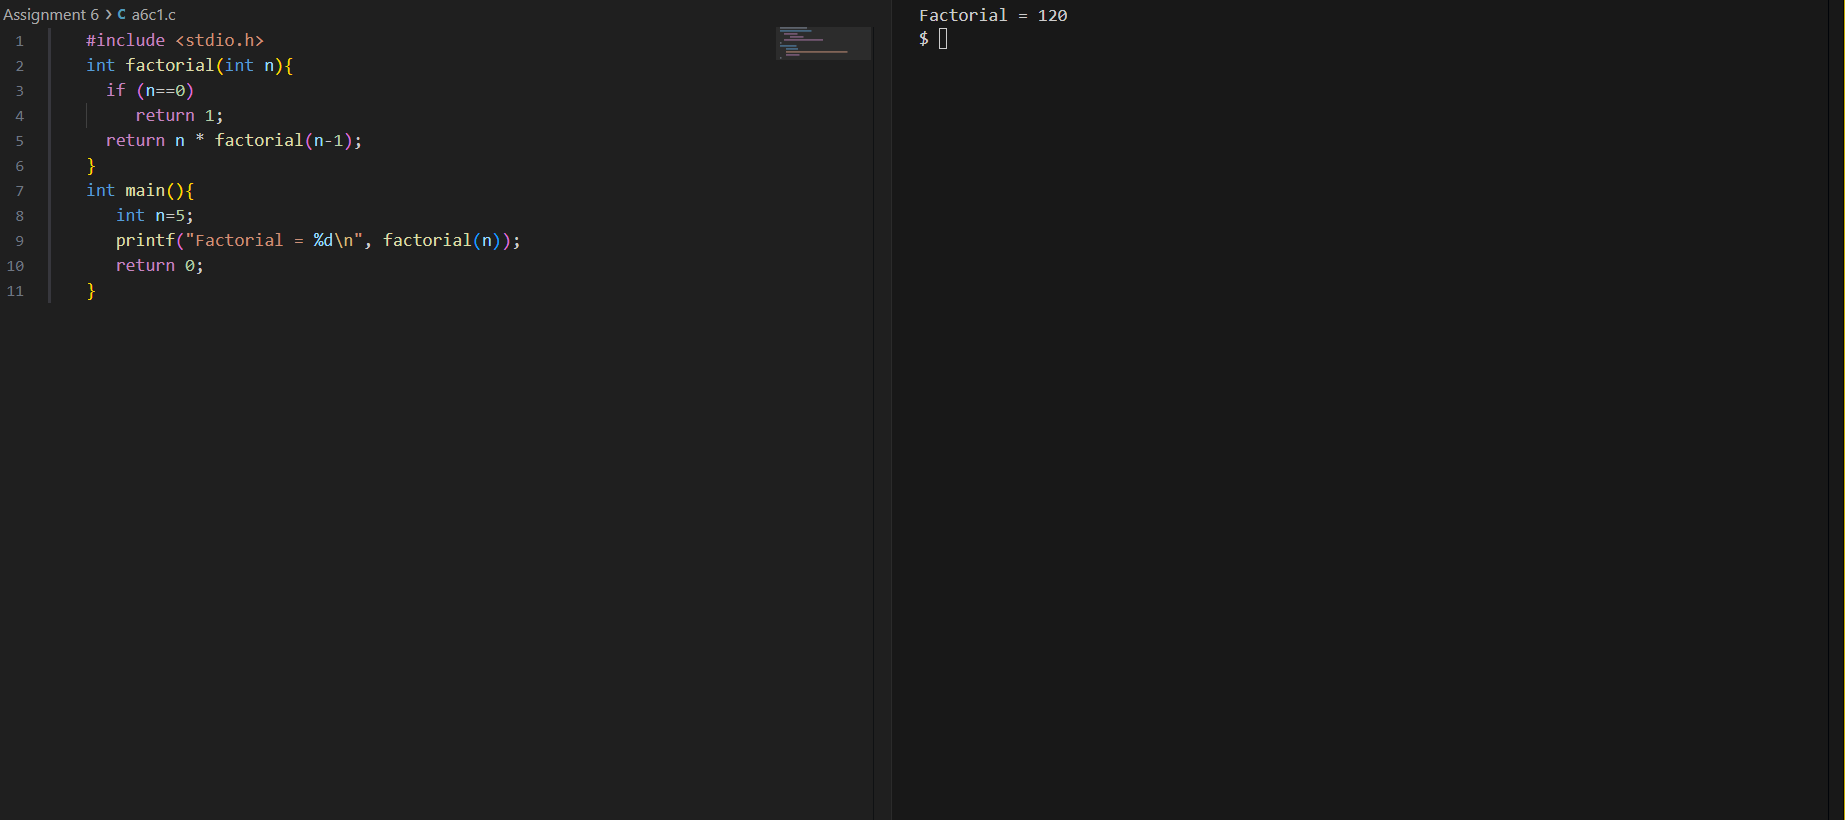 Assignment 6 > C a6c1.c
1 #include <stdio.h>
2 int factorial(int n){
3   if (n==0)
4      return 1;
5   return n * factorial(n-1);
6 }
7 int main(){
8    int n=5;
9    printf("Factorial = %d\n", factorial(n));
10    return 0;
11 }
Factorial = 120
$